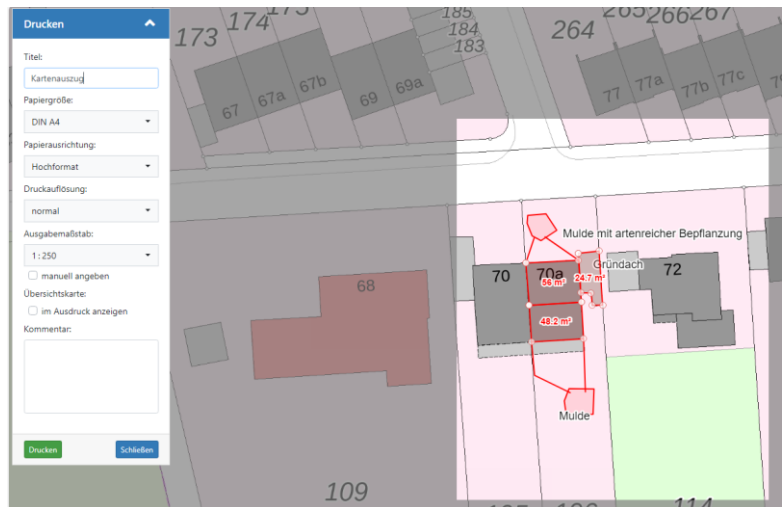 Drucken
Titel:
Kartenauszug
Papiergröße:
DIN A4
Papierausrichtung:
Hochformat
Druckauflösung:
normal
Ausgabemaßstab:
1 : 250
manuell angeben
Übersichtskarte:
im Ausdruck anzeigen
Kommentar:
Drucken
Schließen
173
174
185
184
183
264
67
67a
67b
69
69a
77
77a
77b
77c
Mulde mit artenreicher Bepflanzung
Gründach
68
70
70a
72
56 m²
24.7 m²
48.2 m²
Mulde
109
114